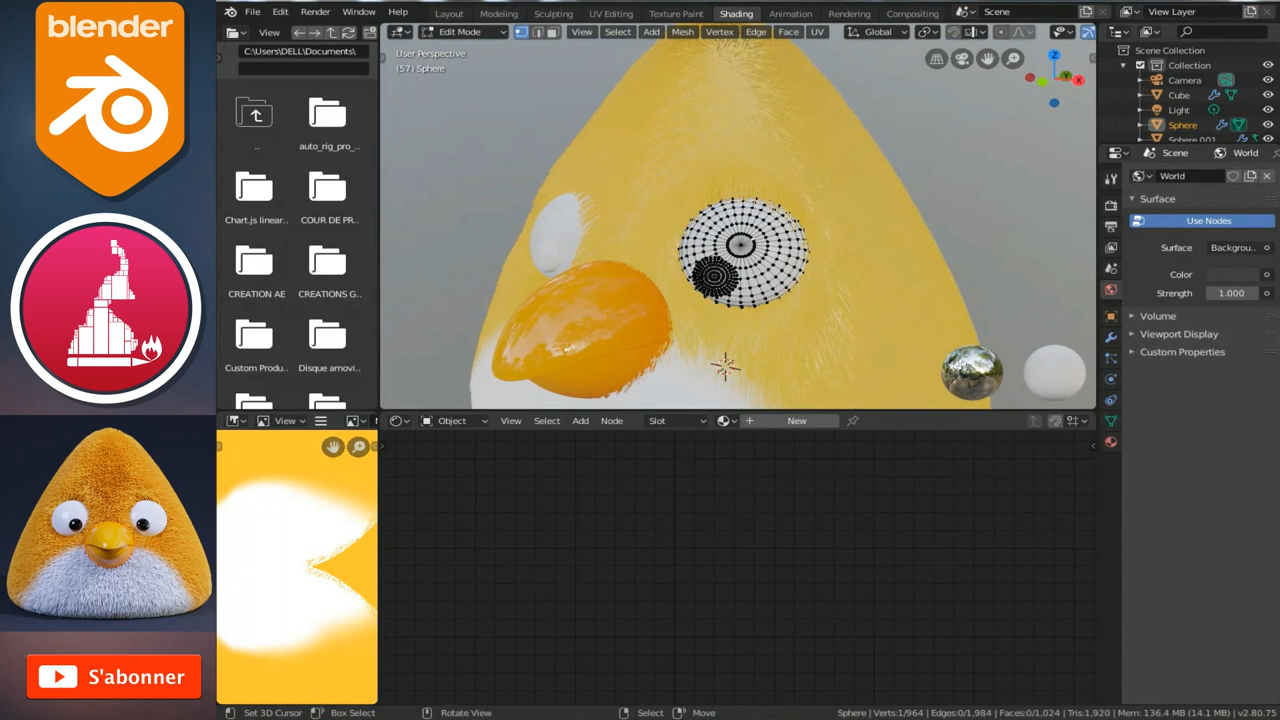 blender
S'abonner
File Edit Render Window Help
Layout Modeling Sculpting UV Editing Texture Paint Shading Animation Rendering Compositing
Scene
View Layer
View
C:\Users\DELL\Documents\
..
auto_rig_pro_..
Chart.js linear..
COUR DE PR..
CREATION AE
CREATIONS G..
Custom Produ..
Disque amovi..
Edit Mode View Select Add Mesh Vertex Edge Face UV Global
User Perspective
(57) Sphere
Z
Y
X
Scene Collection
Collection
Camera
Cube
Light
Sphere
Sphere.001
Scene World
World
Surface
Use Nodes
Surface Backgrou..
Color
Strength 1.000
Volume
Viewport Display
Custom Properties
View
Object View Select Add Node Slot New
Set 3D Cursor Box Select Rotate View Select Move
Sphere | Verts:1/964 | Edges:0/1,984 | Faces:0/1,024 | Tris:1,920 | Mem: 136.4 MB (14.1 MB) | v2.80.75